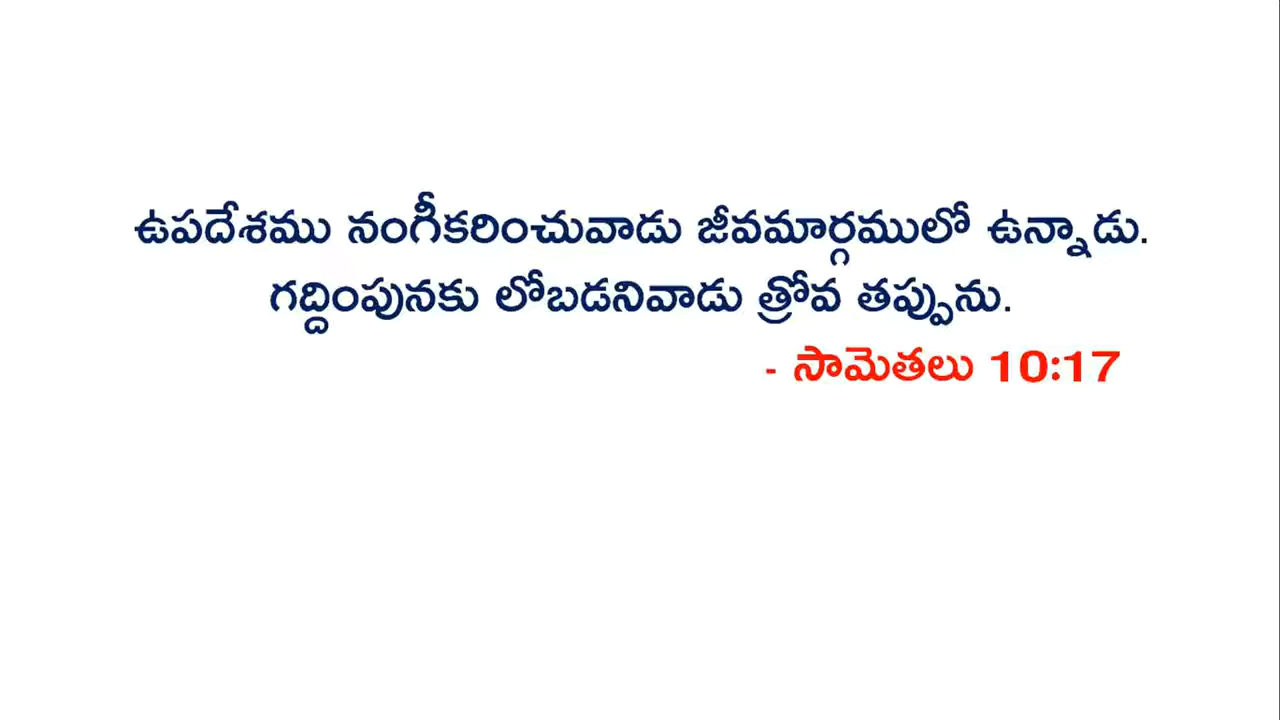 ఉపదేశము నంగీకరించువాడు జీవమార్గములో ఉన్నాడు.
గద్దింపునకు లోబడనివాడు త్రోవ తప్పును.
- సామెతలు 10:17